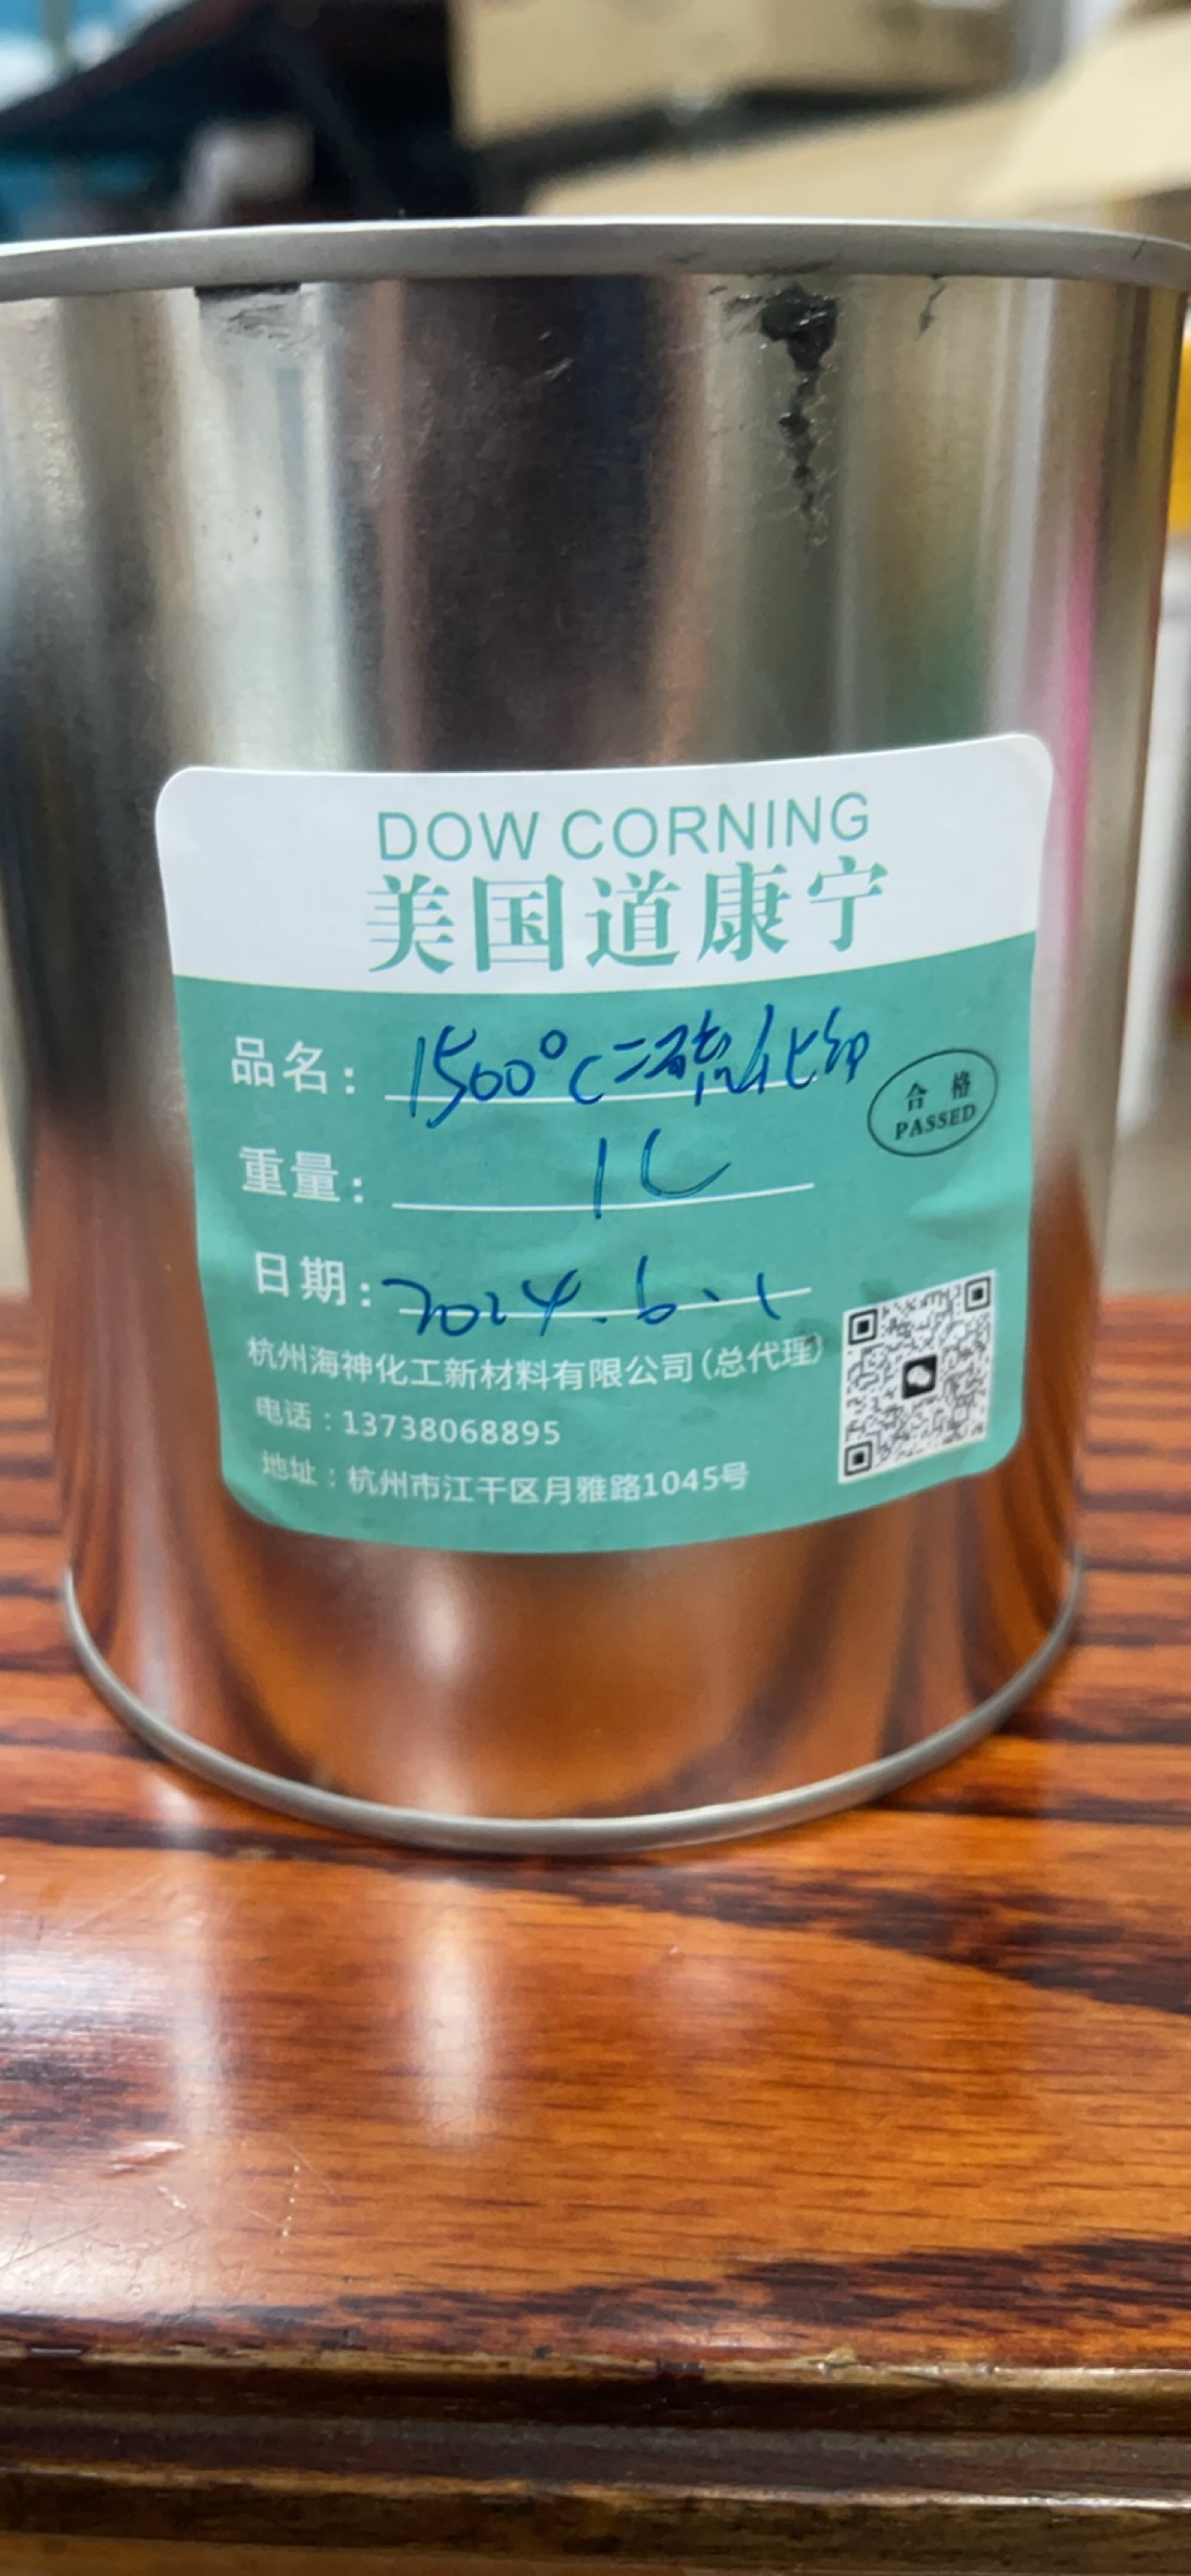 DOW CORNING
美国道康宁
品名: 1500°C二硫化钼
合格
PASSED
重量: 1L
日期: 2024.6.1
杭州海神化工新材料有限公司(总代理)
电话：13738068895
地址：杭州市江干区月雅路1045号